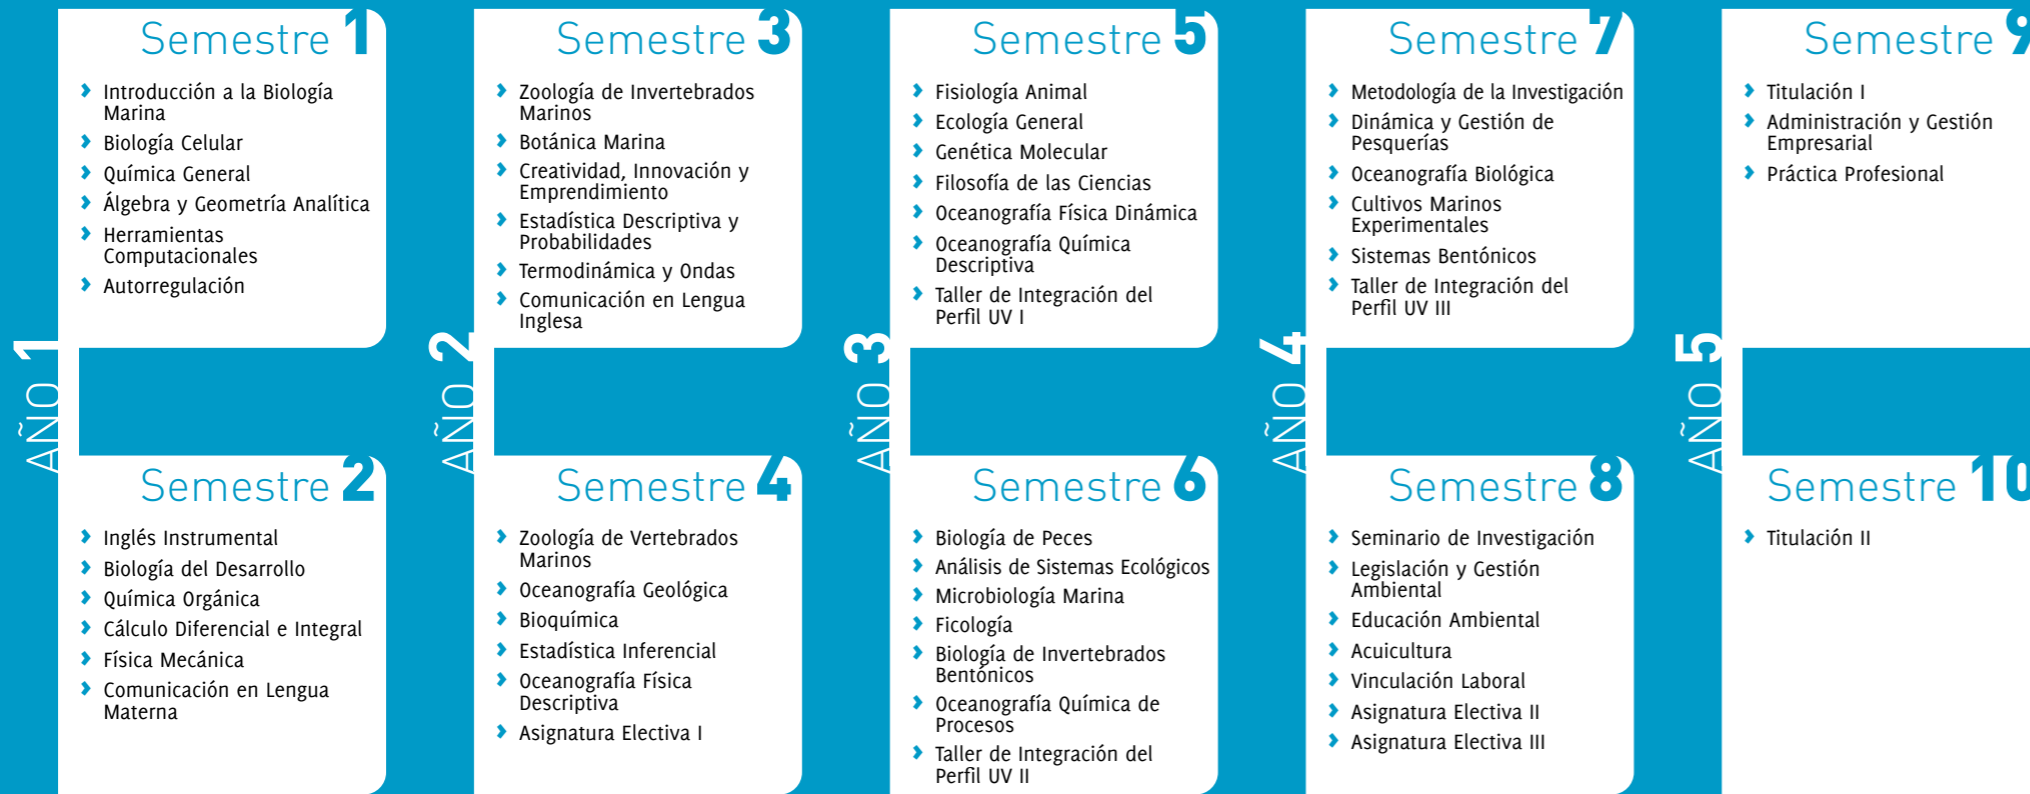 AÑO 1
Semestre 1
Introducción a la Biología
Marina
Biología Celular
Química General
Álgebra y Geometría Analítica
Herramientas
Computacionales
Autorregulación
Semestre 2
Inglés Instrumental
Biología del Desarrollo
Química Orgánica
Cálculo Diferencial e Integral
Física Mecánica
Comunicación en Lengua
Materna
AÑO 2
Semestre 3
Zoología de Invertebrados
Marinos
Botánica Marina
Creatividad, Innovación y
Emprendimiento
Estadística Descriptiva y
Probabilidades
Termodinámica y Ondas
Comunicación en Lengua
Inglesa
Semestre 4
Zoología de Vertebrados
Marinos
Oceanografía Geológica
Bioquímica
Estadística Inferencial
Oceanografía Física
Descriptiva
Asignatura Electiva I
AÑO 3
Semestre 5
Fisiología Animal
Ecología General
Genética Molecular
Filosofía de las Ciencias
Oceanografía Física Dinámica
Oceanografía Química
Descriptiva
Taller de Integración del
Perfil UV I
Semestre 6
Biología de Peces
Análisis de Sistemas Ecológicos
Microbiología Marina
Ficología
Biología de Invertebrados
Bentónicos
Oceanografía Química de
Procesos
Taller de Integración del
Perfil UV II
AÑO 4
Semestre 7
Metodología de la Investigación
Dinámica y Gestión de
Pesquerías
Oceanografía Biológica
Cultivos Marinos
Experimentales
Sistemas Bentónicos
Taller de Integración del
Perfil UV III
Semestre 8
Seminario de Investigación
Legislación y Gestión
Ambiental
Educación Ambiental
Acuicultura
Vinculación Laboral
Asignatura Electiva II
Asignatura Electiva III
AÑO 5
Semestre 9
Titulación I
Administración y Gestión
Empresarial
Práctica Profesional
Semestre 10
Titulación II